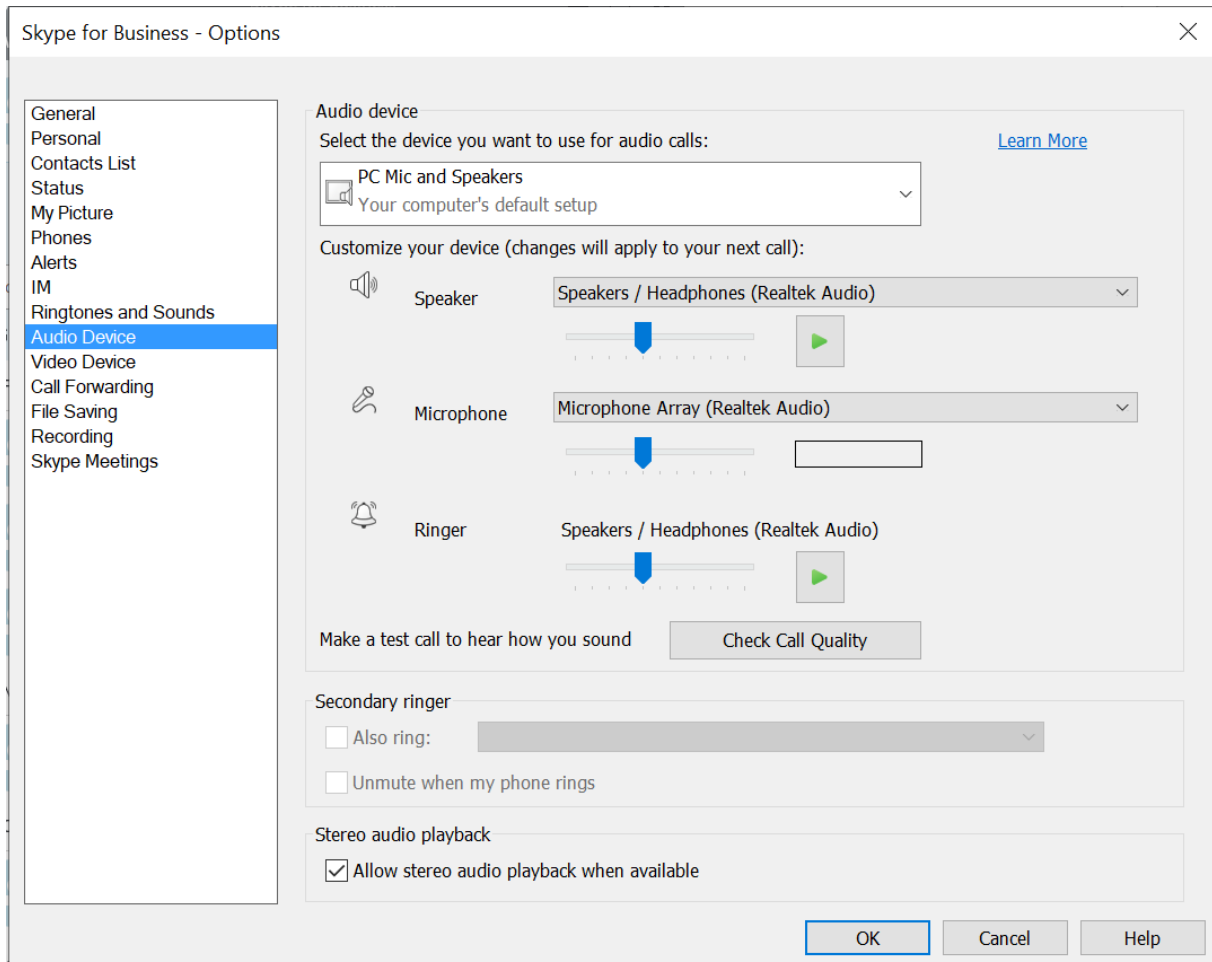 Skype for Business - Options
General
Personal
Contacts List
Status
My Picture
Phones
Alerts
IM
Ringtones and Sounds
Audio Device
Video Device
Call Forwarding
File Saving
Recording
Skype Meetings
Audio device
Select the device you want to use for audio calls:
Learn More
PC Mic and Speakers
Your computer's default setup
Customize your device (changes will apply to your next call):
Speaker
Speakers / Headphones (Realtek Audio)
Microphone
Microphone Array (Realtek Audio)
Ringer
Speakers / Headphones (Realtek Audio)
Make a test call to hear how you sound
Check Call Quality
Secondary ringer
Also ring:
Unmute when my phone rings
Stereo audio playback
Allow stereo audio playback when available
OK
Cancel
Help